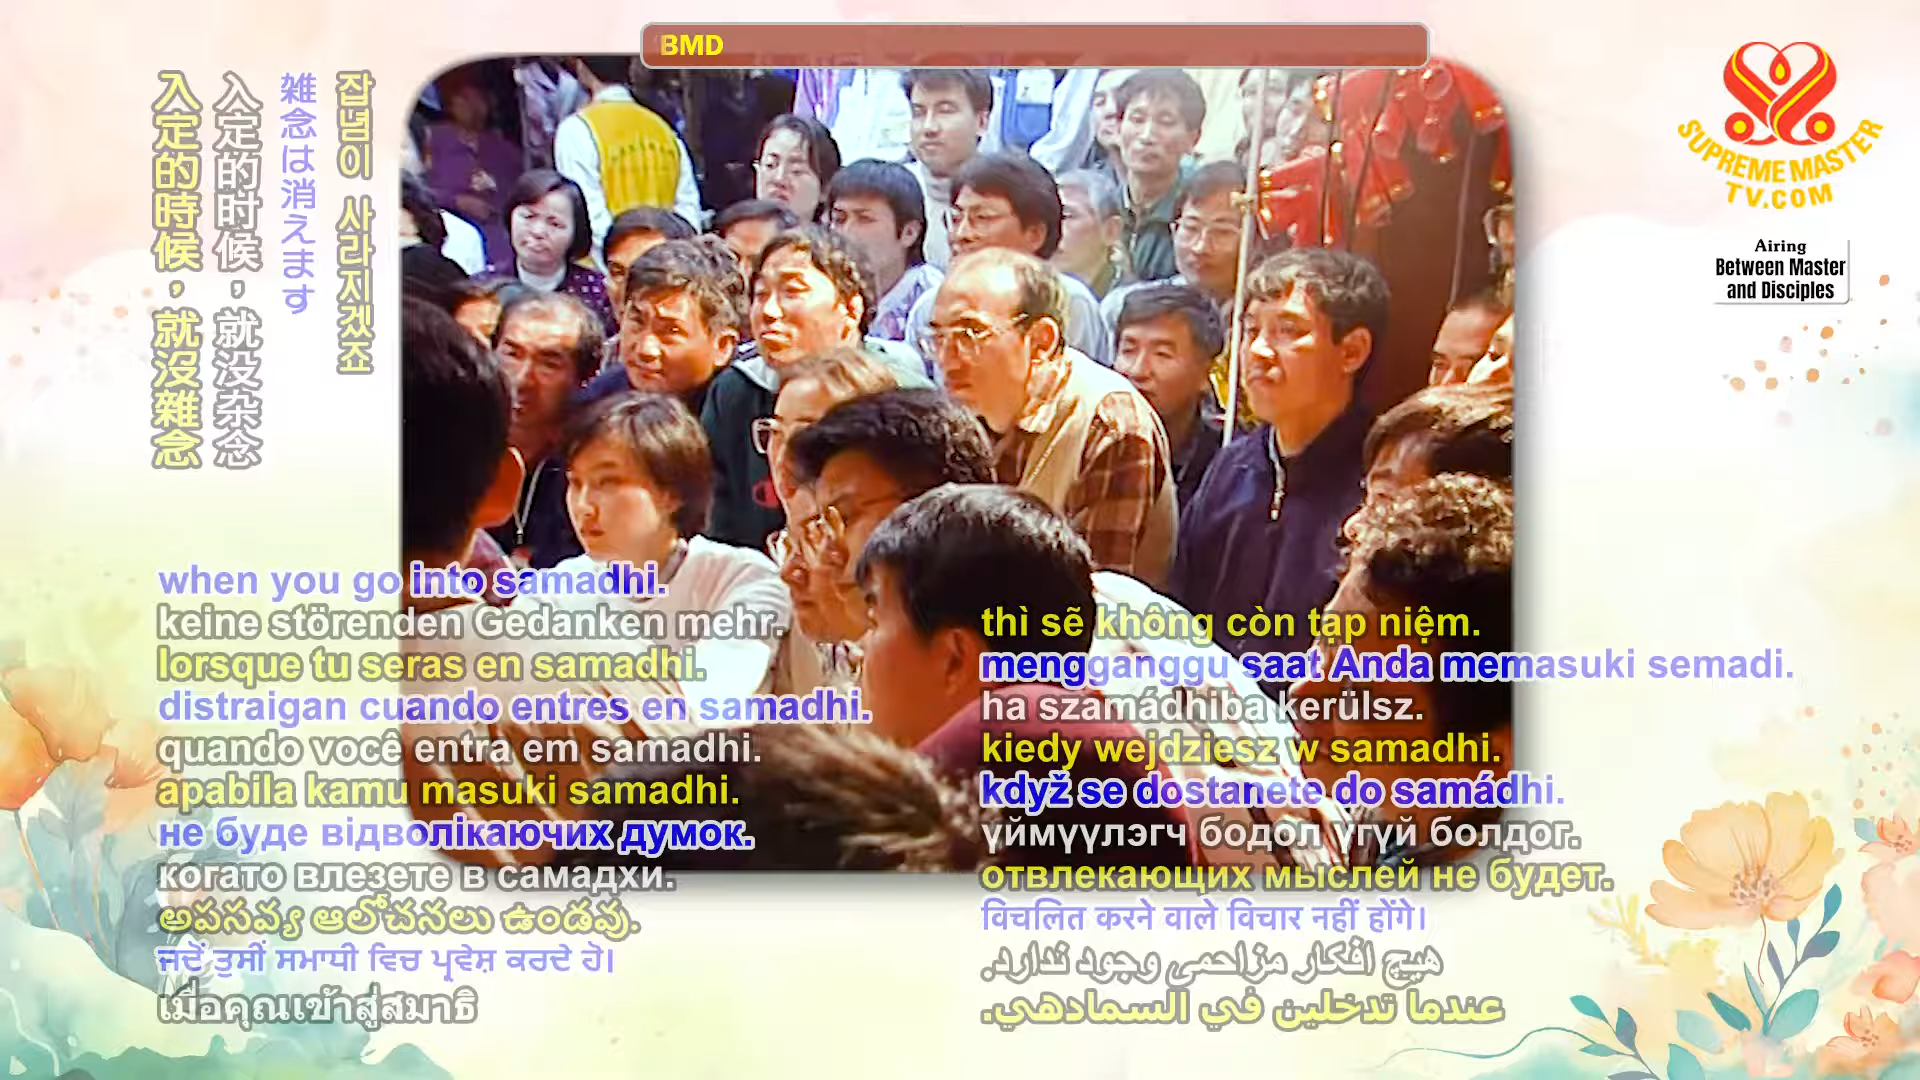 BMD
入定的時候，就沒雜念
入定的时候，就没杂念
雑念は消えます
잡념이 사라지겠죠
SUPREME MASTER
TV.COM
Airing
Between Master
and Disciples
when you go into samadhi.
keine störenden Gedanken mehr.
lorsque tu seras en samadhi.
distraigan cuando entres en samadhi.
quando você entra em samadhi.
apabila kamu masuki samadhi.
не буде відволікаючих думок.
когато влезете в самадхи.
అపసవ్య ఆలోచనలు ఉండవు.
ਜਦੋਂ ਤੁਸੀਂ ਸਮਾਧੀ ਵਿਚ ਪ੍ਰਵੇਸ਼ ਕਰਦੇ ਹੋ।
เมื่อคุณเข้าสู่สมาธิ
thì sẽ không còn tạp niệm.
mengganggu saat Anda memasuki semadi.
ha szamádhiba kerülsz.
kiedy wejdziesz w samadhi.
když se dostanete do samádhi.
үймүүлэгч бодол үгүй болдог.
отвлекающих мыслей не будет.
विचलित करने वाले विचार नहीं होंगे।
هیچ افکار مزاحمی وجود ندارد.
عندما تدخلين في السمادهي.